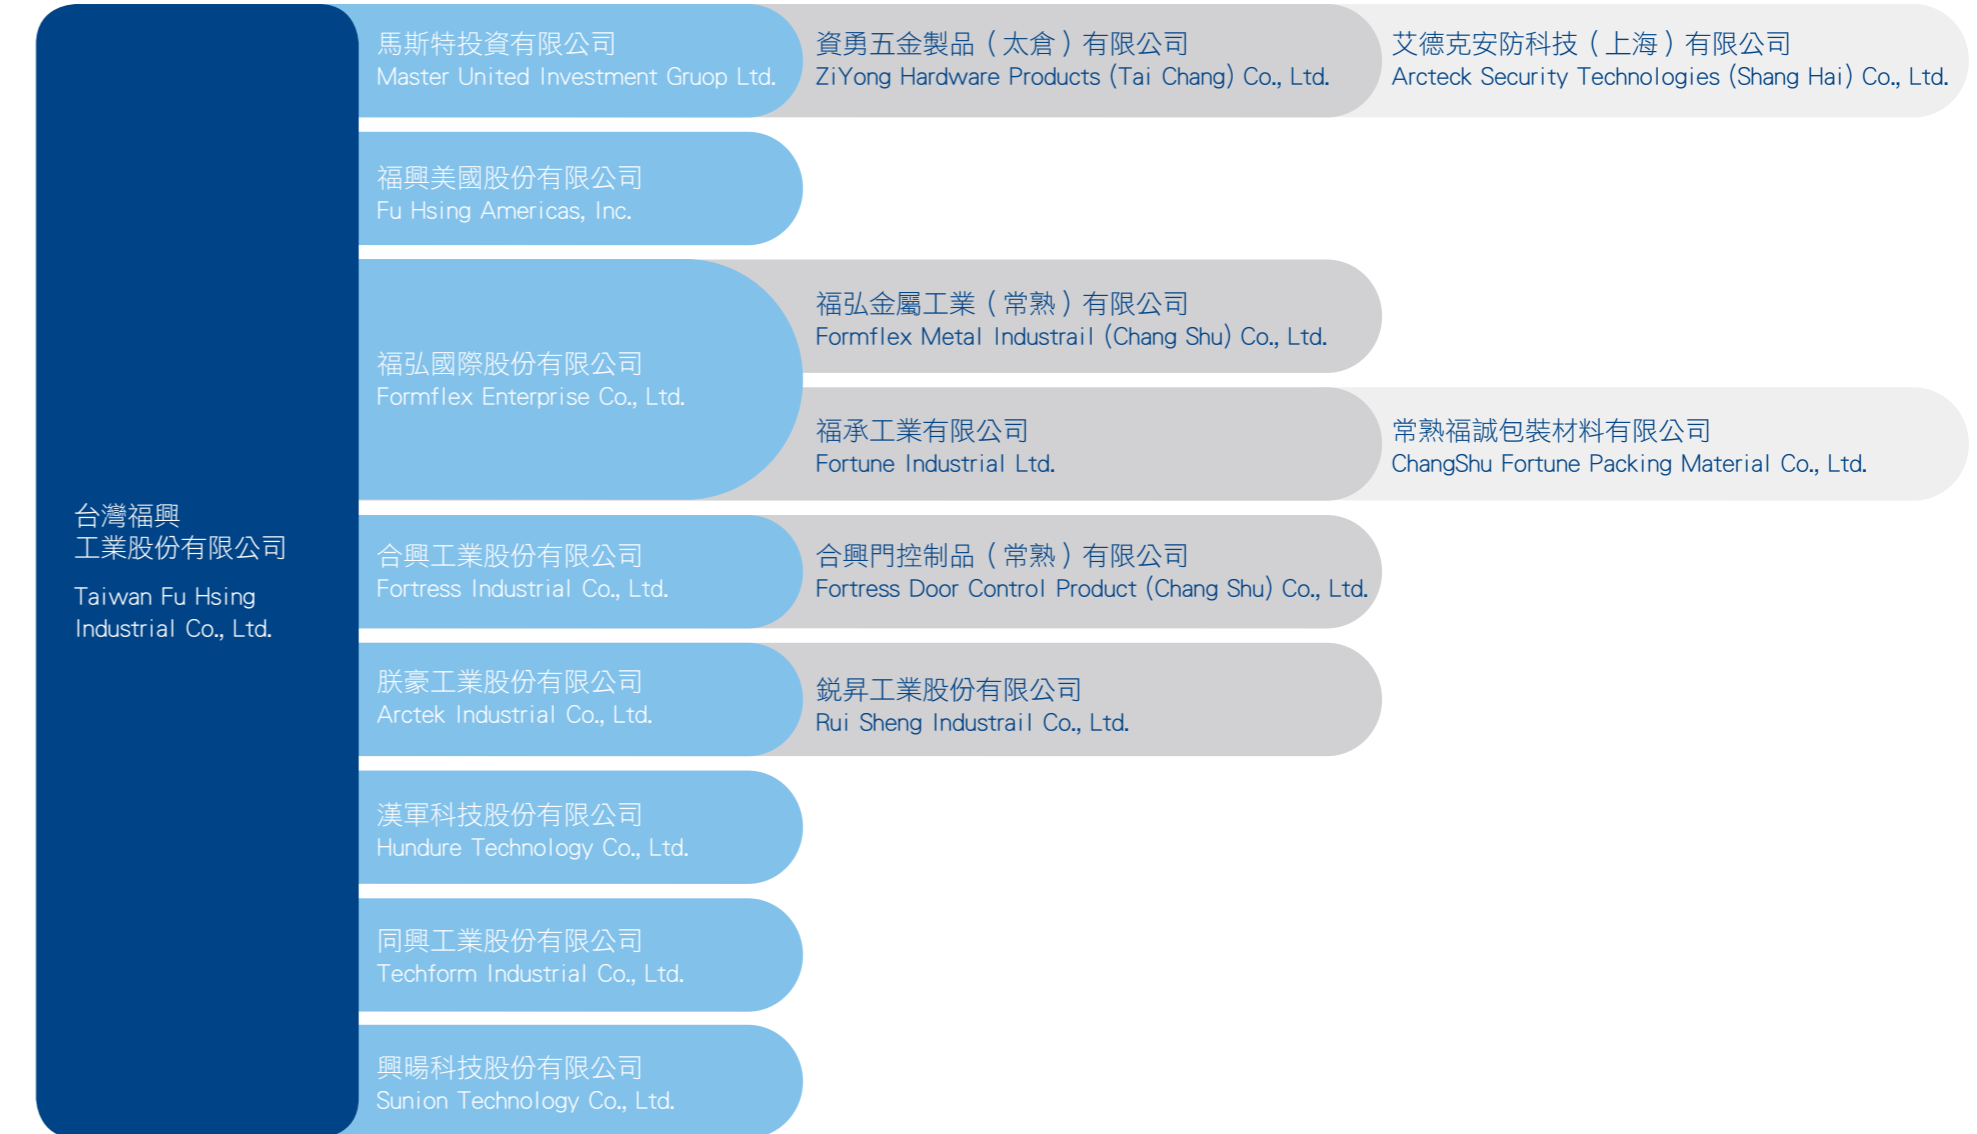 台灣福興
工業股份有限公司
Taiwan Fu Hsing
Industrial Co., Ltd.
馬斯特投資有限公司
Master United Investment Gruop Ltd.
資勇五金製品（太倉）有限公司
ZiYong Hardware Products (Tai Chang) Co., Ltd.
艾德克安防科技（上海）有限公司
Arcteck Security Technologies (Shang Hai) Co., Ltd.
福興美國股份有限公司
Fu Hsing Americas, Inc.
福弘國際股份有限公司
Formflex Enterprise Co., Ltd.
福弘金屬工業（常熟）有限公司
Formflex Metal Industrail (Chang Shu) Co., Ltd.
福承工業有限公司
Fortune Industrial Ltd.
常熟福誠包裝材料有限公司
ChangShu Fortune Packing Material Co., Ltd.
合興工業股份有限公司
Fortress Industrial Co., Ltd.
合興門控制品（常熟）有限公司
Fortress Door Control Product (Chang Shu) Co., Ltd.
朕豪工業股份有限公司
Arctek Industrial Co., Ltd.
鋭昇工業股份有限公司
Rui Sheng Industrail Co., Ltd.
漢軍科技股份有限公司
Hundure Technology Co., Ltd.
同興工業股份有限公司
Techform Industrial Co., Ltd.
興暘科技股份有限公司
Sunion Technology Co., Ltd.